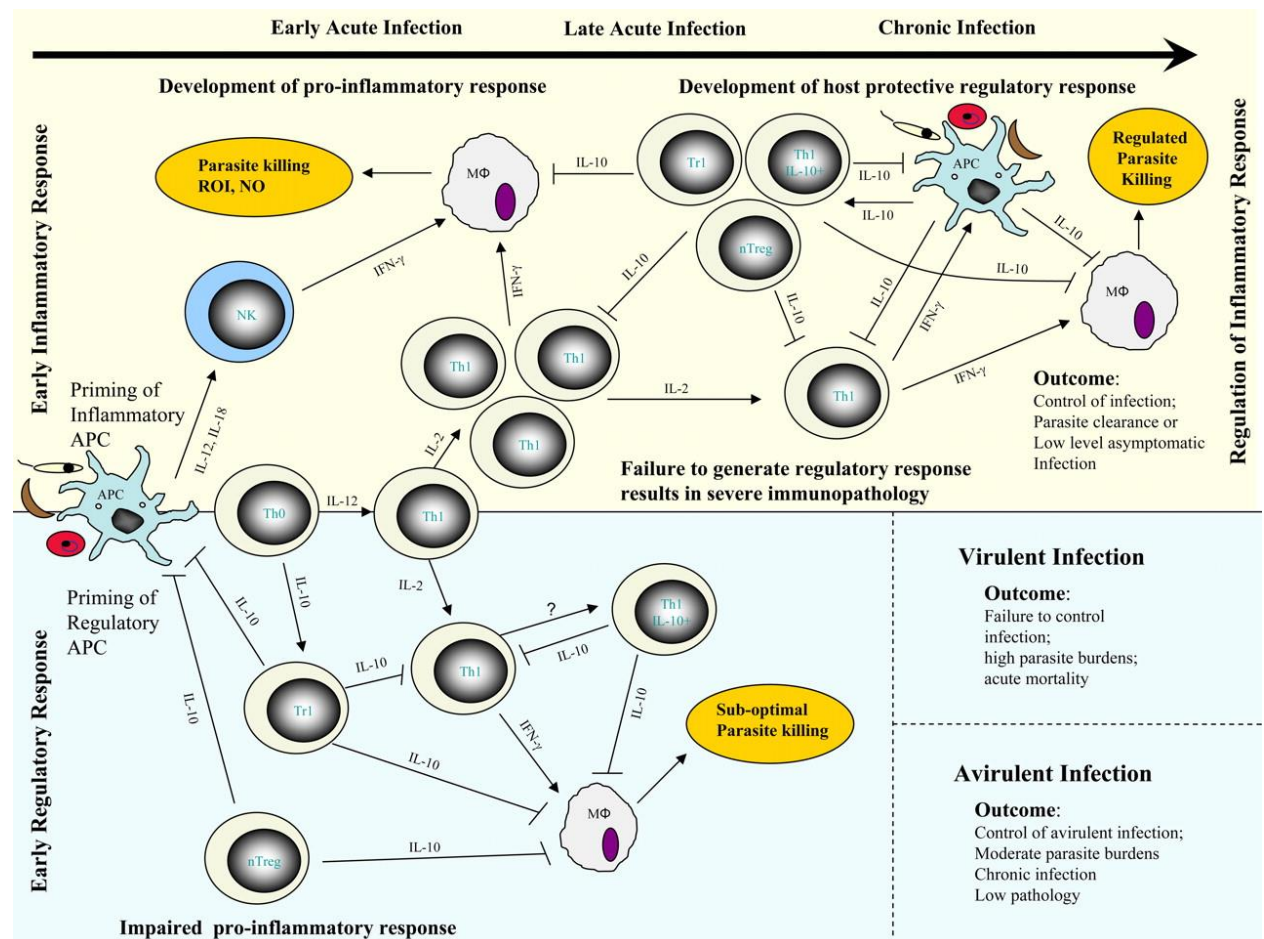 Early Acute Infection
Late Acute Infection
Chronic Infection
Development of pro-inflammatory response
Development of host protective regulatory response
Early Inflammatory Response
Regulation of Inflammatory Response
Parasite killing
ROI, NO
MΦ
IL-10
Tr1
Th1
IL-10+
IL-10
IL-10
APC
Regulated
Parasite
Killing
nTreg
IL-10
IL-10
IL-10
IL-10
IL-10
IFN-γ
MΦ
IFN-γ
NK
IFN-γ
IFN-γ
Th1
Th1
Th1
IL-2
Th1
Outcome:
Control of infection;
Parasite clearance or
Low level asymptomatic
Infection
Priming of
Inflammatory
APC
IL-12, IL-18
IL-2
Failure to generate regulatory response
results in severe immunopathology
APC
Th0
IL-12
Th1
Early Regulatory Response
Priming of
Regulatory
APC
IL-10
IL-10
IL-2
?
Th1
IL-10+
IL-10
Th1
IL-10
Tr1
IL-10
IL-10
IFN-γ
IL-10
Sub-optimal
Parasite killing
MΦ
nTreg
IL-10
Impaired pro-inflammatory response
Virulent Infection
Outcome:
Failure to control
infection;
high parasite burdens;
acute mortality
Avirulent Infection
Outcome:
Control of avirulent infection;
Moderate parasite burdens
Chronic infection
Low pathology